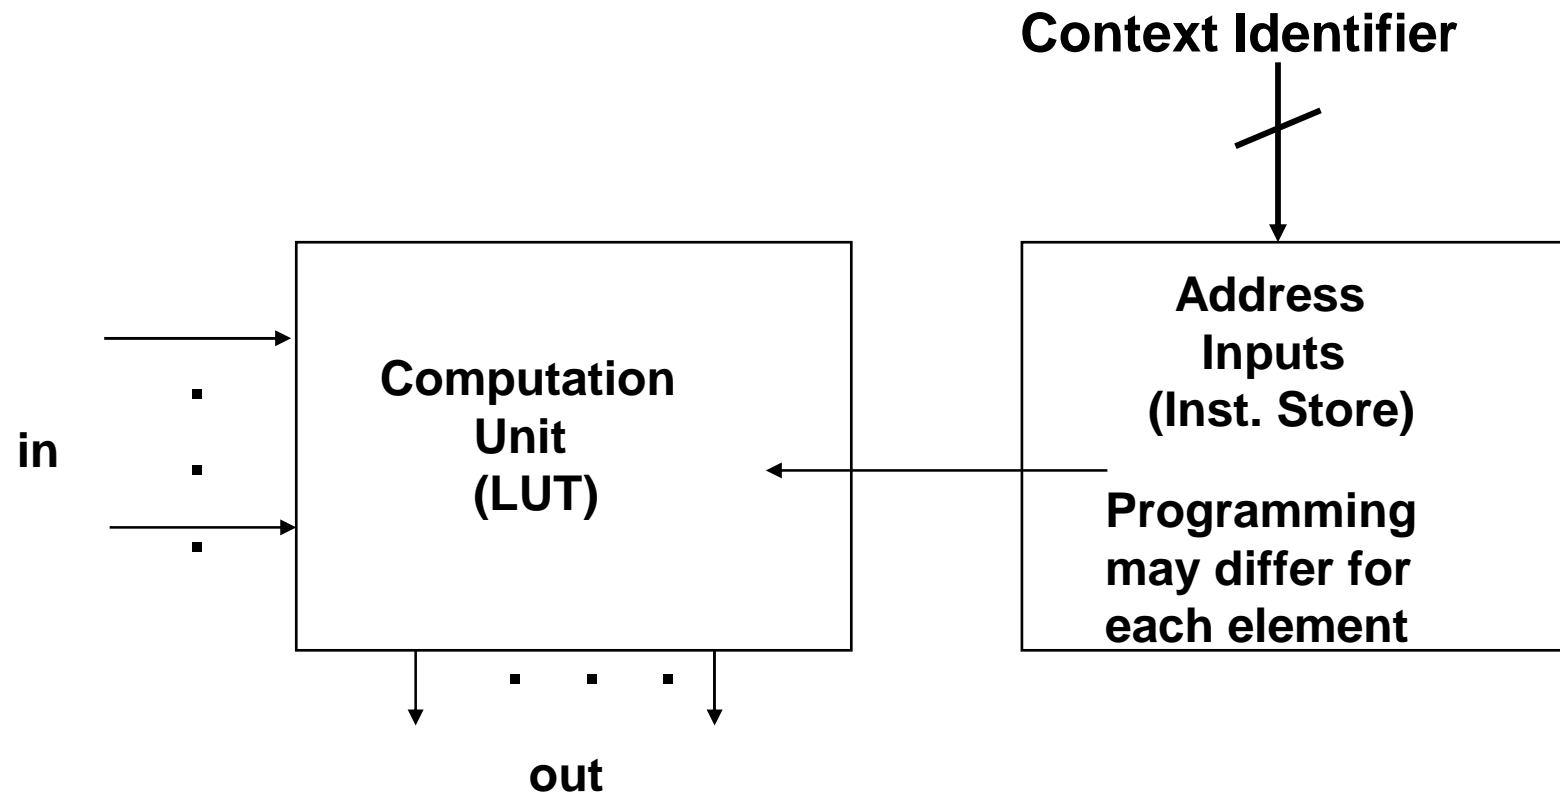 Context Identifier
in
Computation
Unit
(LUT)
Address
Inputs
(Inst. Store)
Programming
may differ for
each element
out